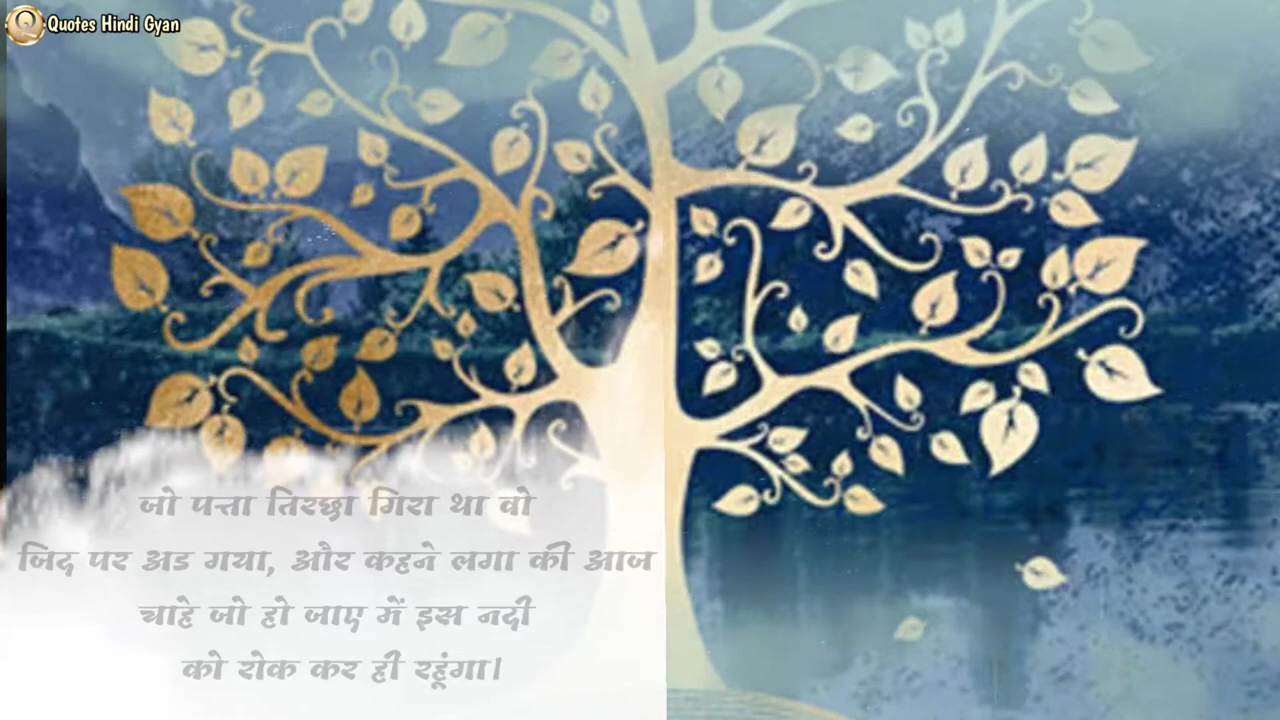 Quotes Hindi Gyan
जो पत्ता तिरछा गिरा था वो
जिद पर अड गया, और कहने लगा की आज
चाहे जो हो जाए में इस नदी
को रोक कर ही रहूंगा।